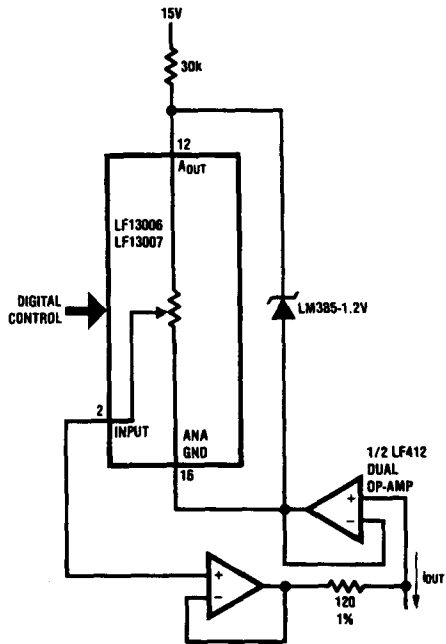 15V
30k
12
AOUT
LF13006
LF13007
DIGITAL
CONTROL
LM385-1.2V
2
INPUT
ANA
GND
16
1/2 LF412
DUAL
OP-AMP
+
−
+
−
iOUT
120
1%